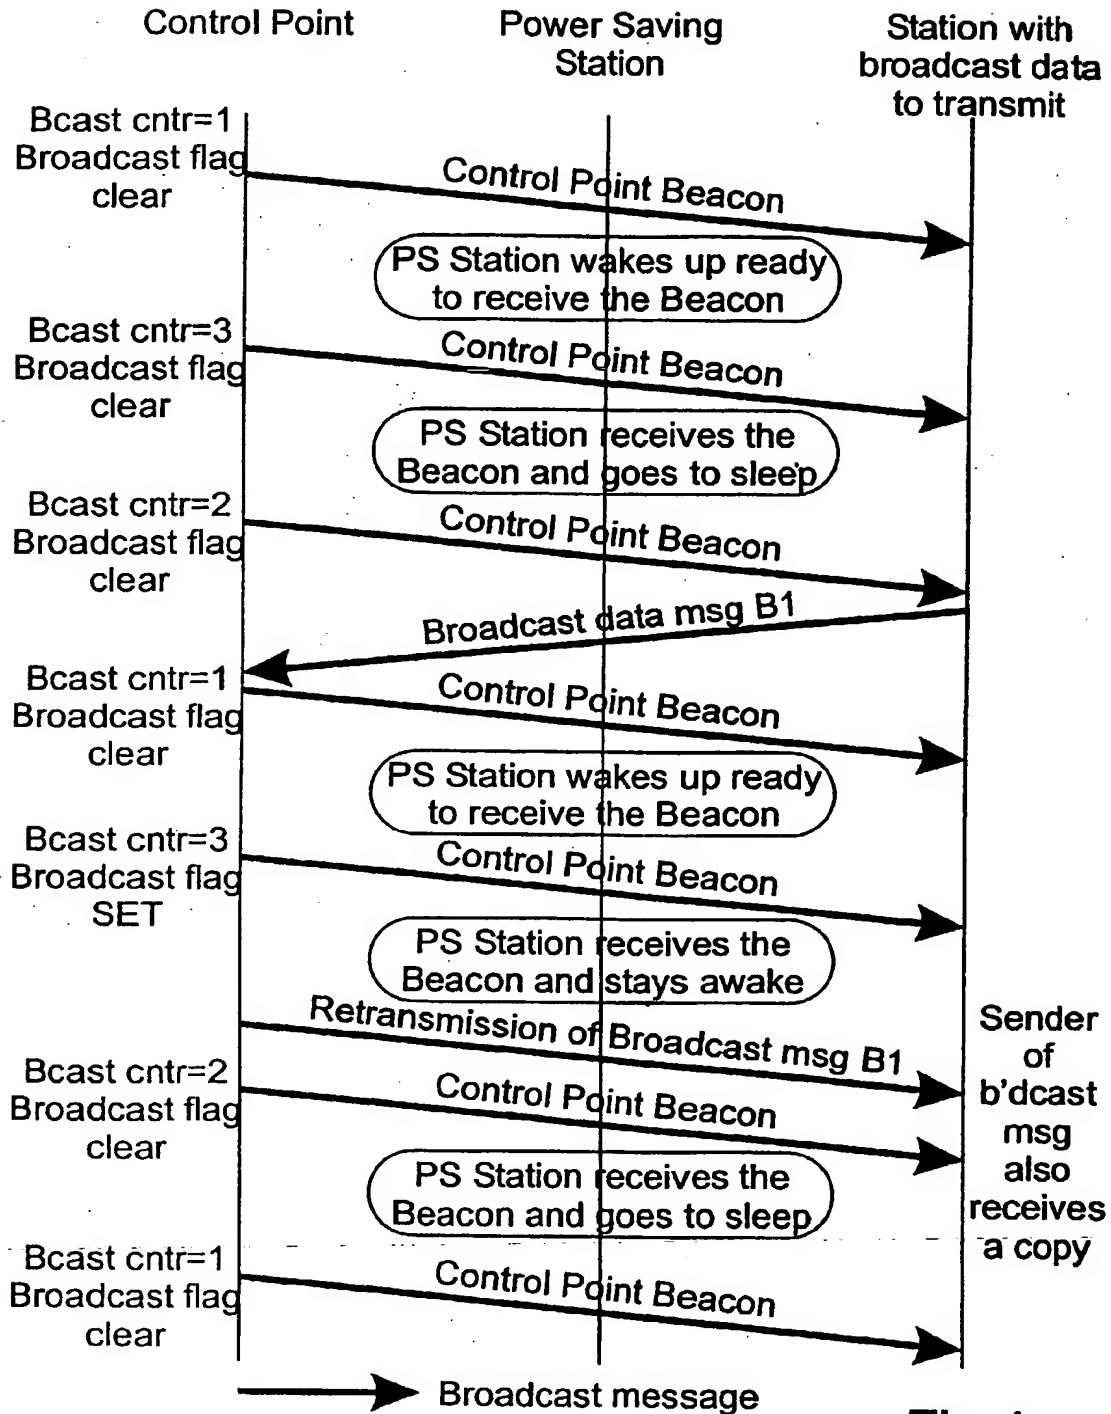 Control Point
Power Saving
Station
Station with
broadcast data
to transmit
Bcast cntr=1
Broadcast flag
clear
Control Point Beacon
PS Station wakes up ready
to receive the Beacon
Bcast cntr=3
Broadcast flag
clear
Control Point Beacon
PS Station receives the
Beacon and goes to sleep
Bcast cntr=2
Broadcast flag
clear
Control Point Beacon
Broadcast data msg B1
Bcast cntr=1
Broadcast flag
clear
Control Point Beacon
PS Station wakes up ready
to receive the Beacon
Bcast cntr=3
Broadcast flag
SET
Control Point Beacon
PS Station receives the
Beacon and stays awake
Retransmission of Broadcast msg B1
Sender
of
b'dcast
msg
also
receives
a copy
Bcast cntr=2
Broadcast flag
clear
Control Point Beacon
PS Station receives the
Beacon and goes to sleep
Bcast cntr=1
Broadcast flag
clear
Control Point Beacon
Broadcast message